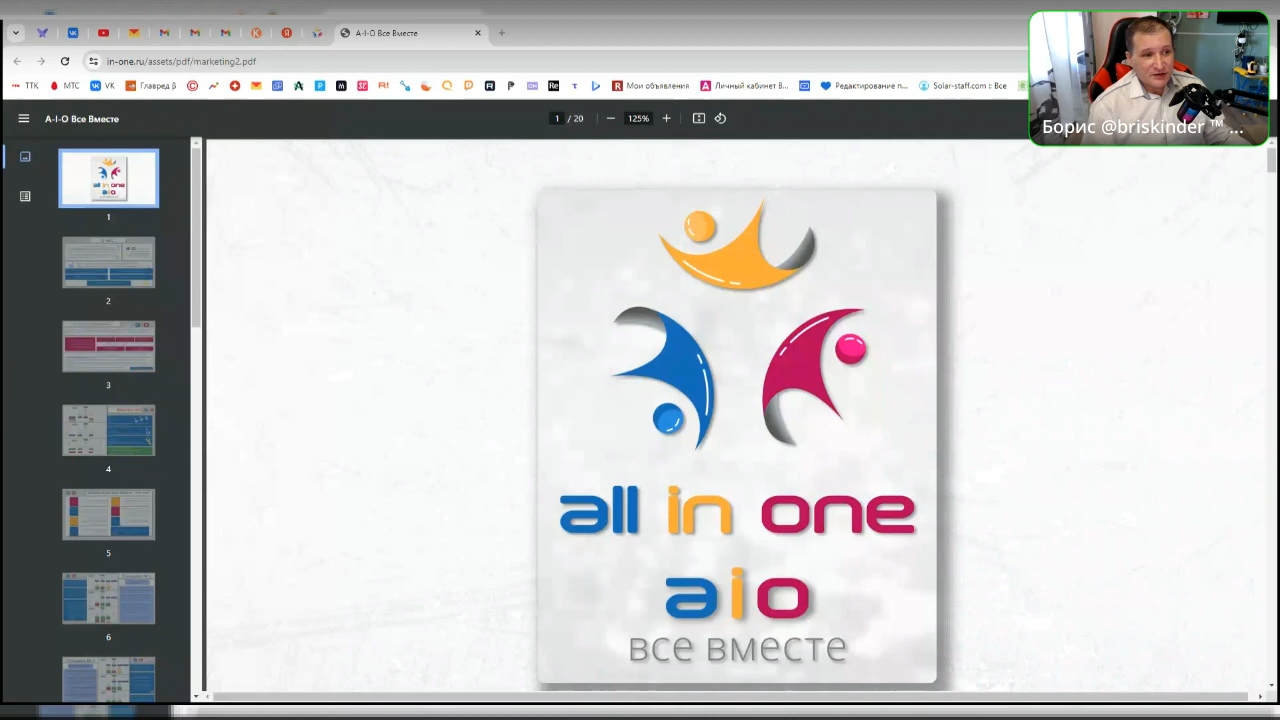 A-I-O Все Вместе
in-one.ru/assets/pdf/marketing2.pdf
ТТК
МТС
VK
Главред β
Мои объявления
Личный кабинет В...
Редактирование п...
Solar-staff.com :: Все
A-I-O Все Вместе
1 / 20
125%
Борис @briskinder ™ ...
1
2
3
4
5
6
all in one
aio
все вместе